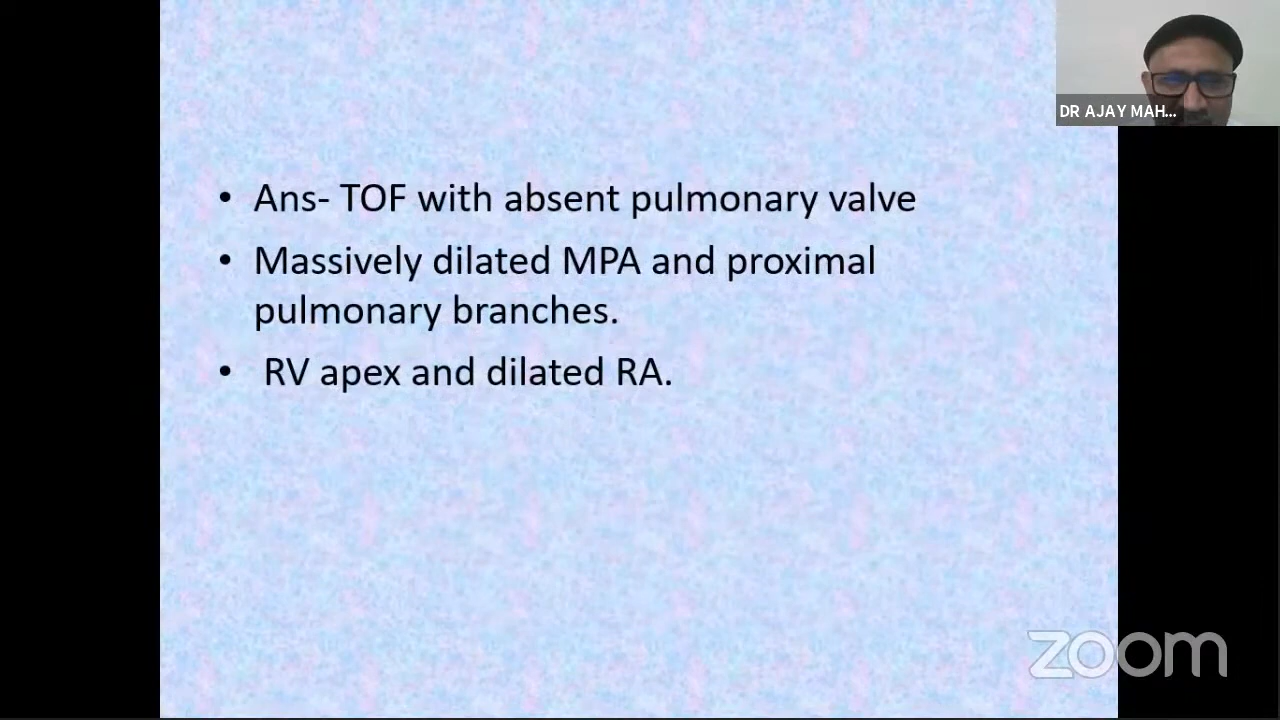 DR AJAY MAH...
• Ans- TOF with absent pulmonary valve
• Massively dilated MPA and proximal
pulmonary branches.
• RV apex and dilated RA.
zoom